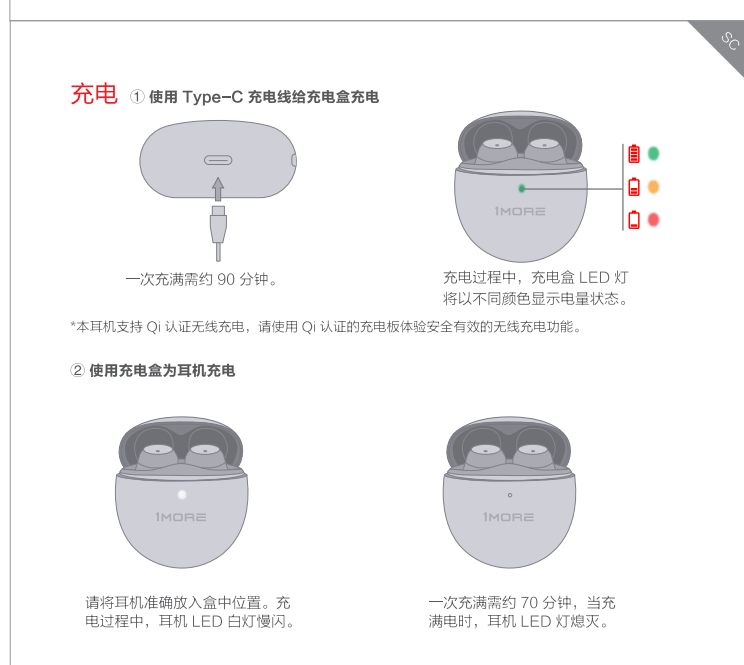 SC
充电 ① 使用 Type-C 充电线给充电盒充电
1MORE
一次充满需约 90 分钟。
充电过程中，充电盒 LED 灯
将以不同颜色显示电量状态。
*本耳机支持 Qi 认证无线充电，请使用 Qi 认证的充电板体验安全有效的无线充电功能。
② 使用充电盒为耳机充电
1MORE
1MORE
请将耳机准确放入盒中位置。充
电过程中，耳机 LED 白灯慢闪。
一次充满需约 70 分钟，当充
满电时，耳机 LED 灯熄灭。